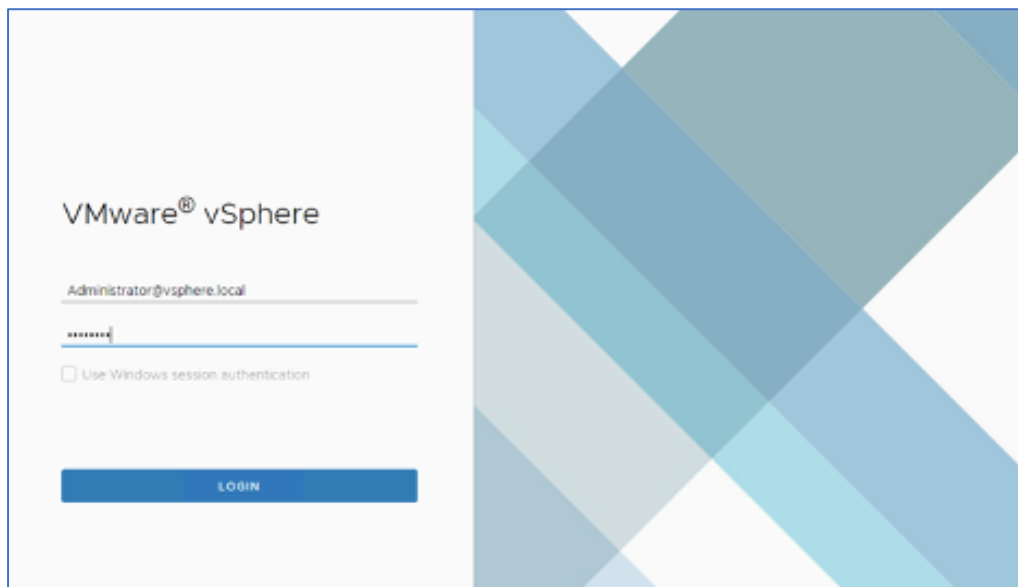 VMware® vSphere
Administrator@vsphere.local
••••••••
Use Windows session authentication
LOGIN